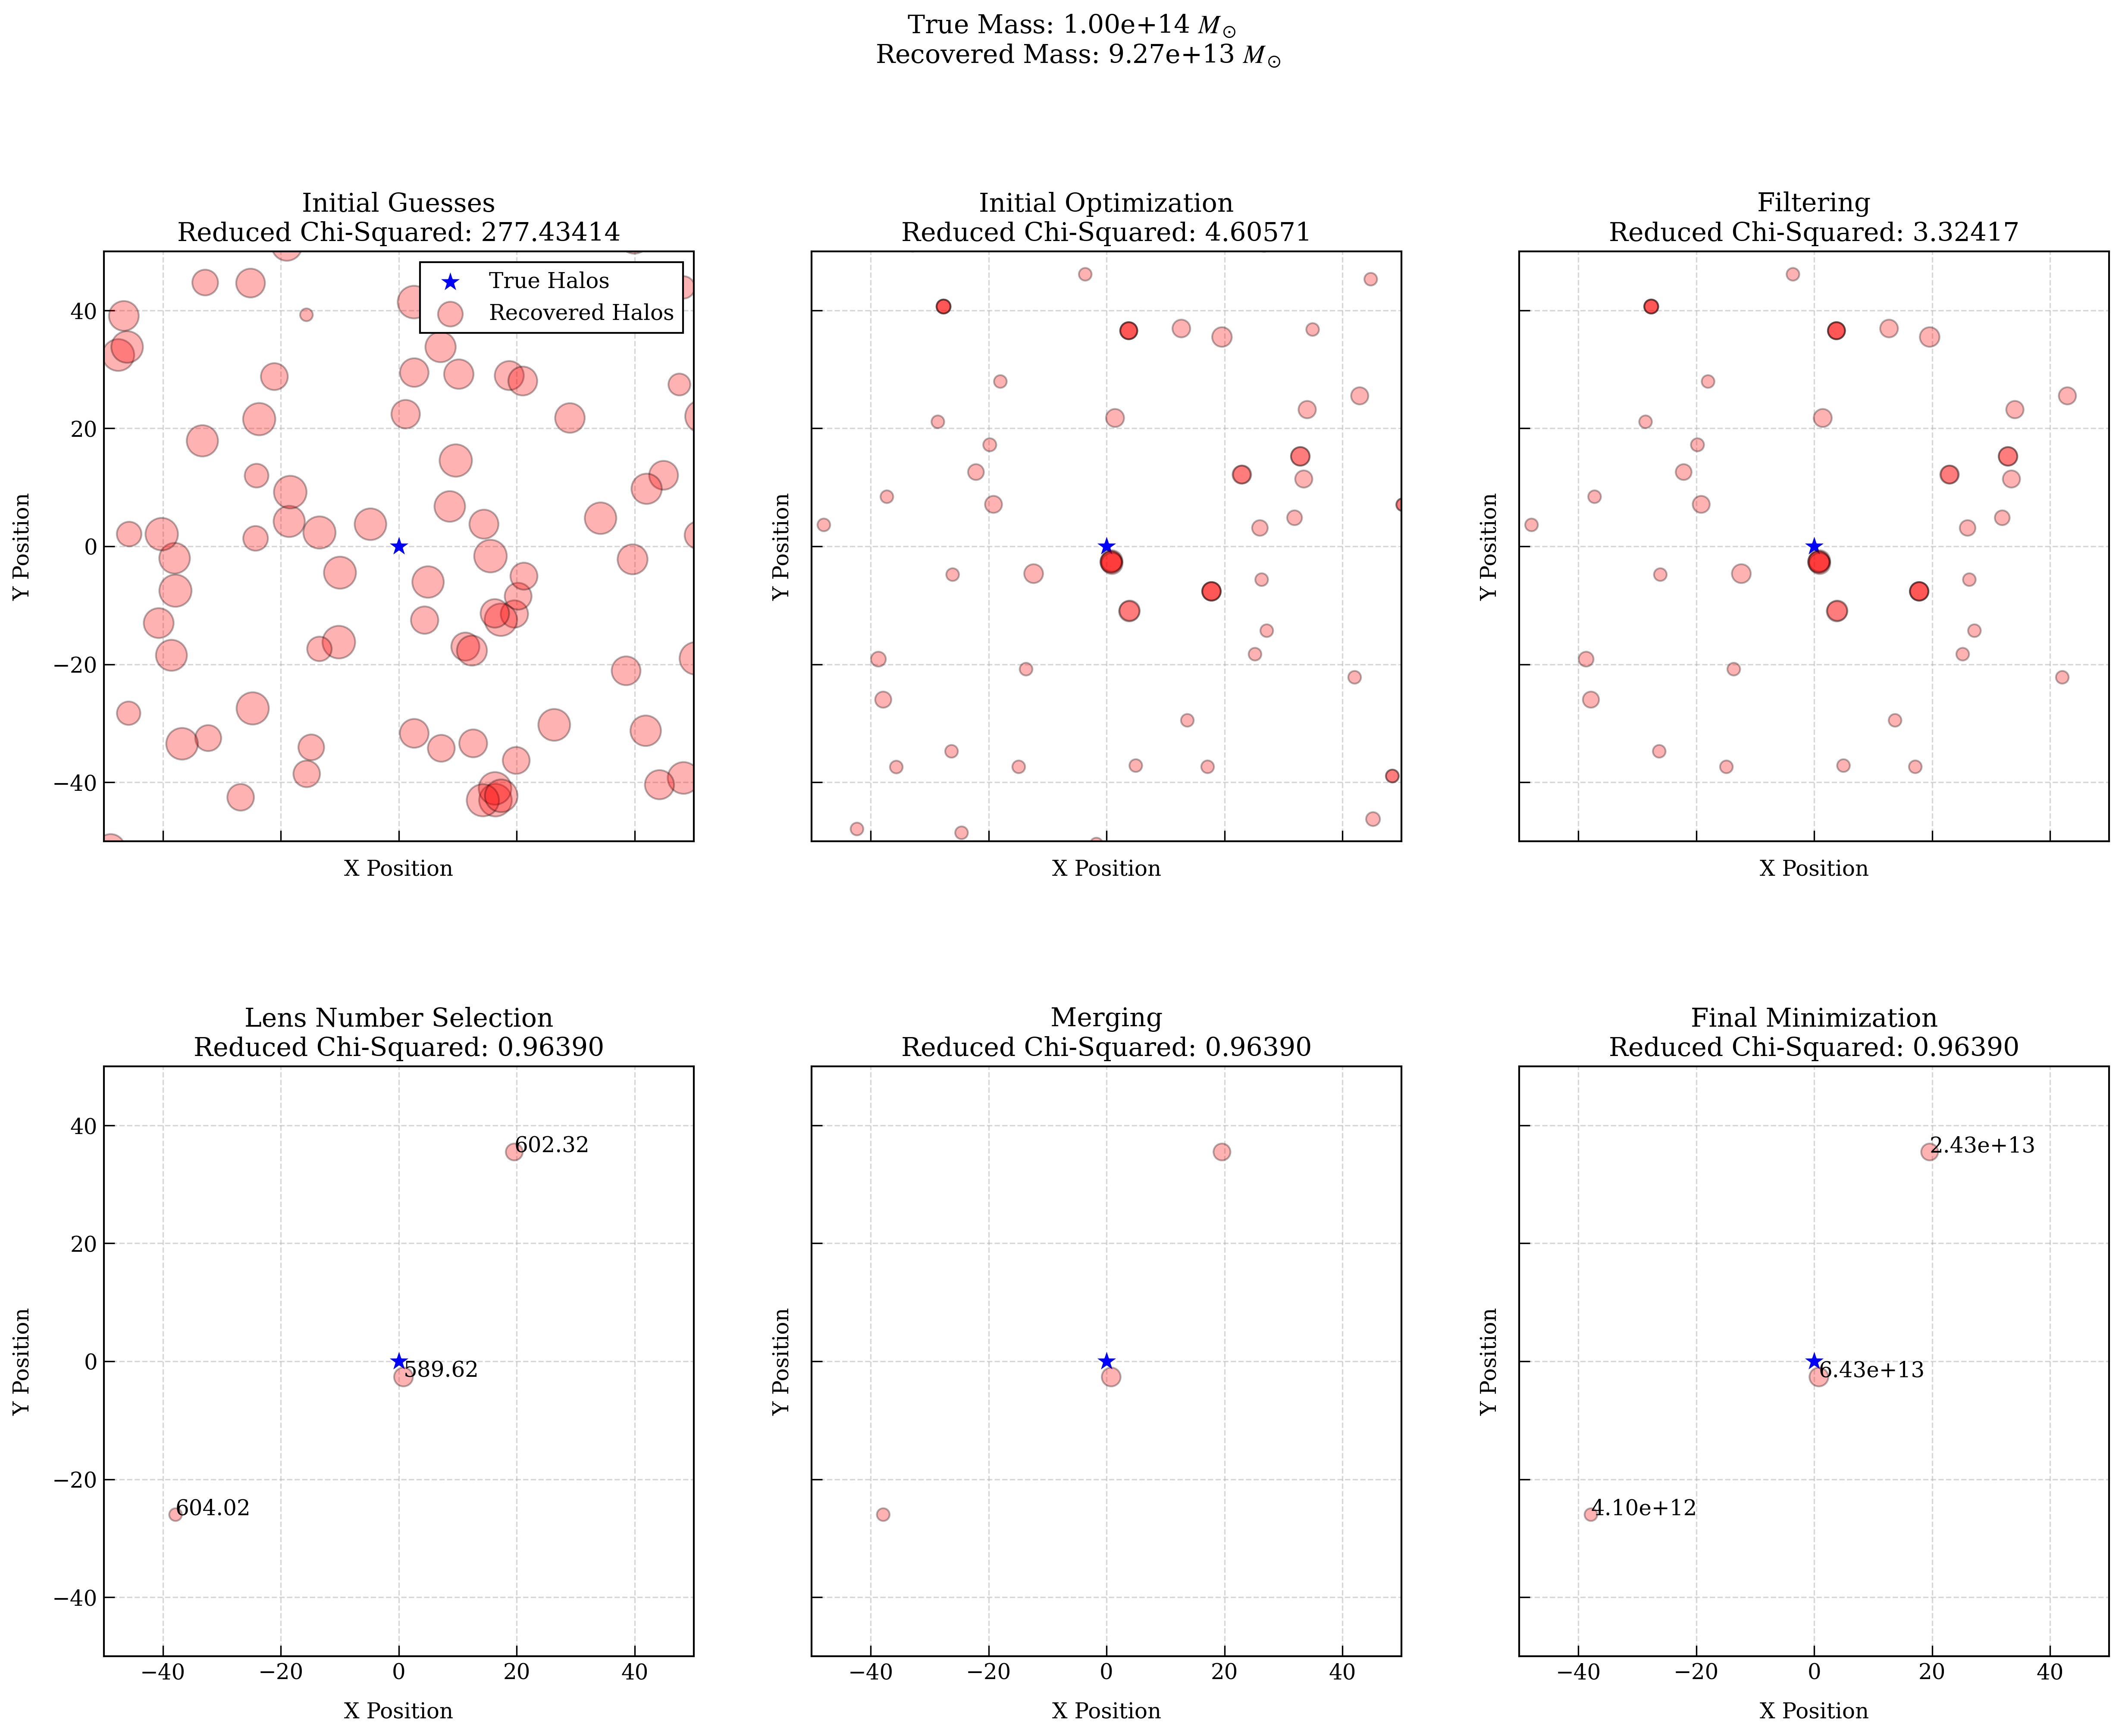 True Mass: 1.00e+14 M⊙
Recovered Mass: 9.27e+13 M⊙
Initial Guesses
Reduced Chi-Squared: 277.43414
True Halos
Recovered Halos
40
20
0
−20
−40
Y Position
X Position
Initial Optimization
Reduced Chi-Squared: 4.60571
Y Position
X Position
Filtering
Reduced Chi-Squared: 3.32417
Y Position
X Position
Lens Number Selection
Reduced Chi-Squared: 0.96390
602.32
589.62
604.02
40
20
0
−20
−40
Y Position
−40 −20 0 20 40
X Position
Merging
Reduced Chi-Squared: 0.96390
Y Position
−40 −20 0 20 40
X Position
Final Minimization
Reduced Chi-Squared: 0.96390
2.43e+13
6.43e+13
4.10e+12
Y Position
−40 −20 0 20 40
X Position